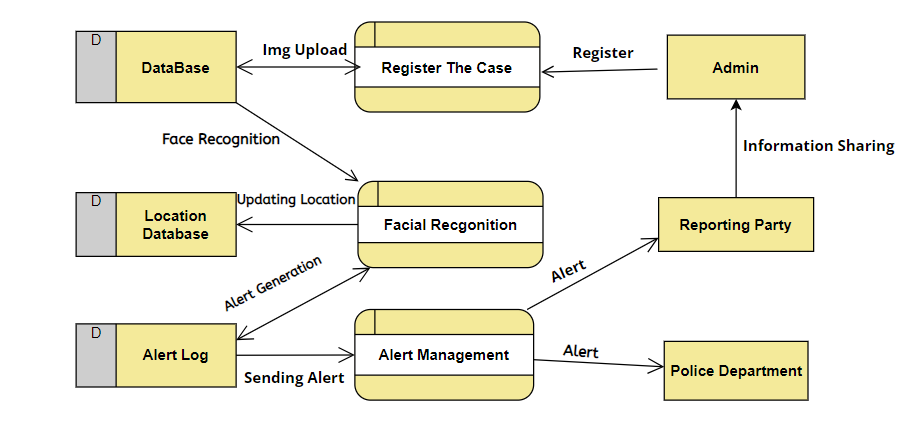 D
DataBase
Img Upload
Register The Case
Register
Admin
Face Recognition
Information Sharing
D
Location
Database
Updating Location
Facial Recgonition
Reporting Party
Alert Generation
Alert
D
Alert Log
Sending Alert
Alert Management
Alert
Police Department